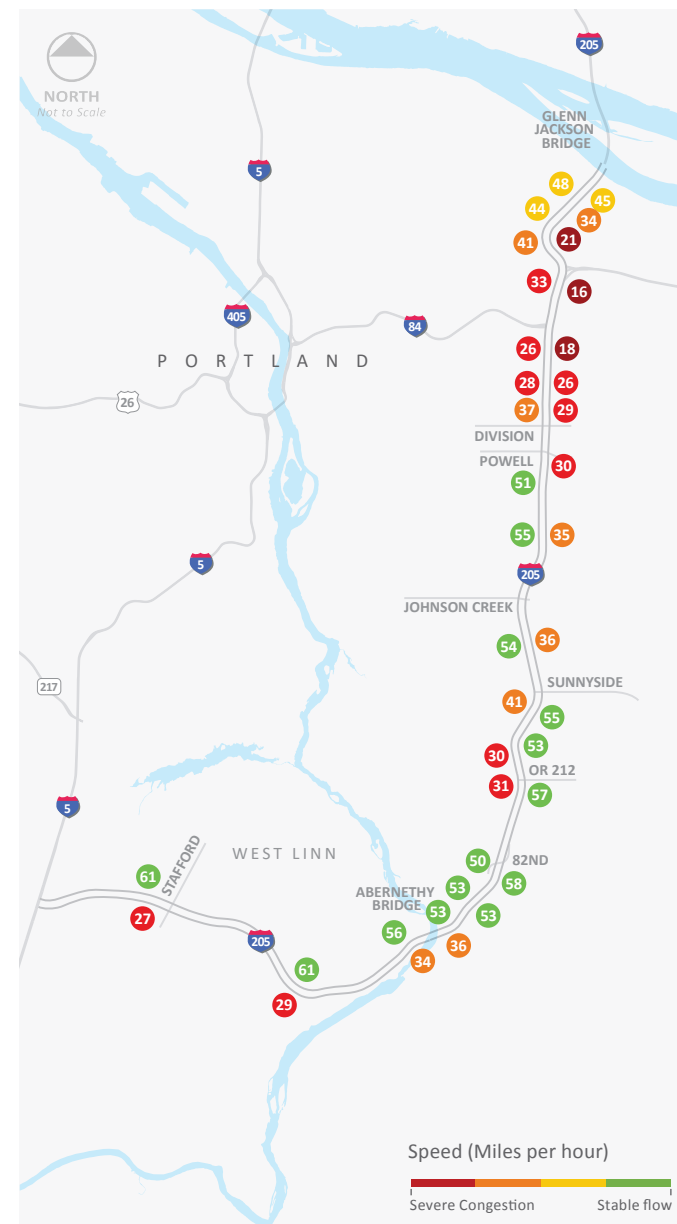 205
NORTH
Not to Scale
GLENN
JACKSON
BRIDGE
5
48
45
44
34
41
21
33
16
405
84
PORTLAND
26
18
26
28
26
37
29
DIVISION
POWELL
30
51
55
35
5
205
JOHNSON CREEK
54
36
217
SUNNYSIDE
41
55
53
30
OR 212
31
57
5
WEST LINN
STAFFORD
82ND
50
61
58
ABERNETHY
BRIDGE
53
53
53
27
56
205
36
34
61
29
Speed (Miles per hour)
Severe Congestion
Stable flow